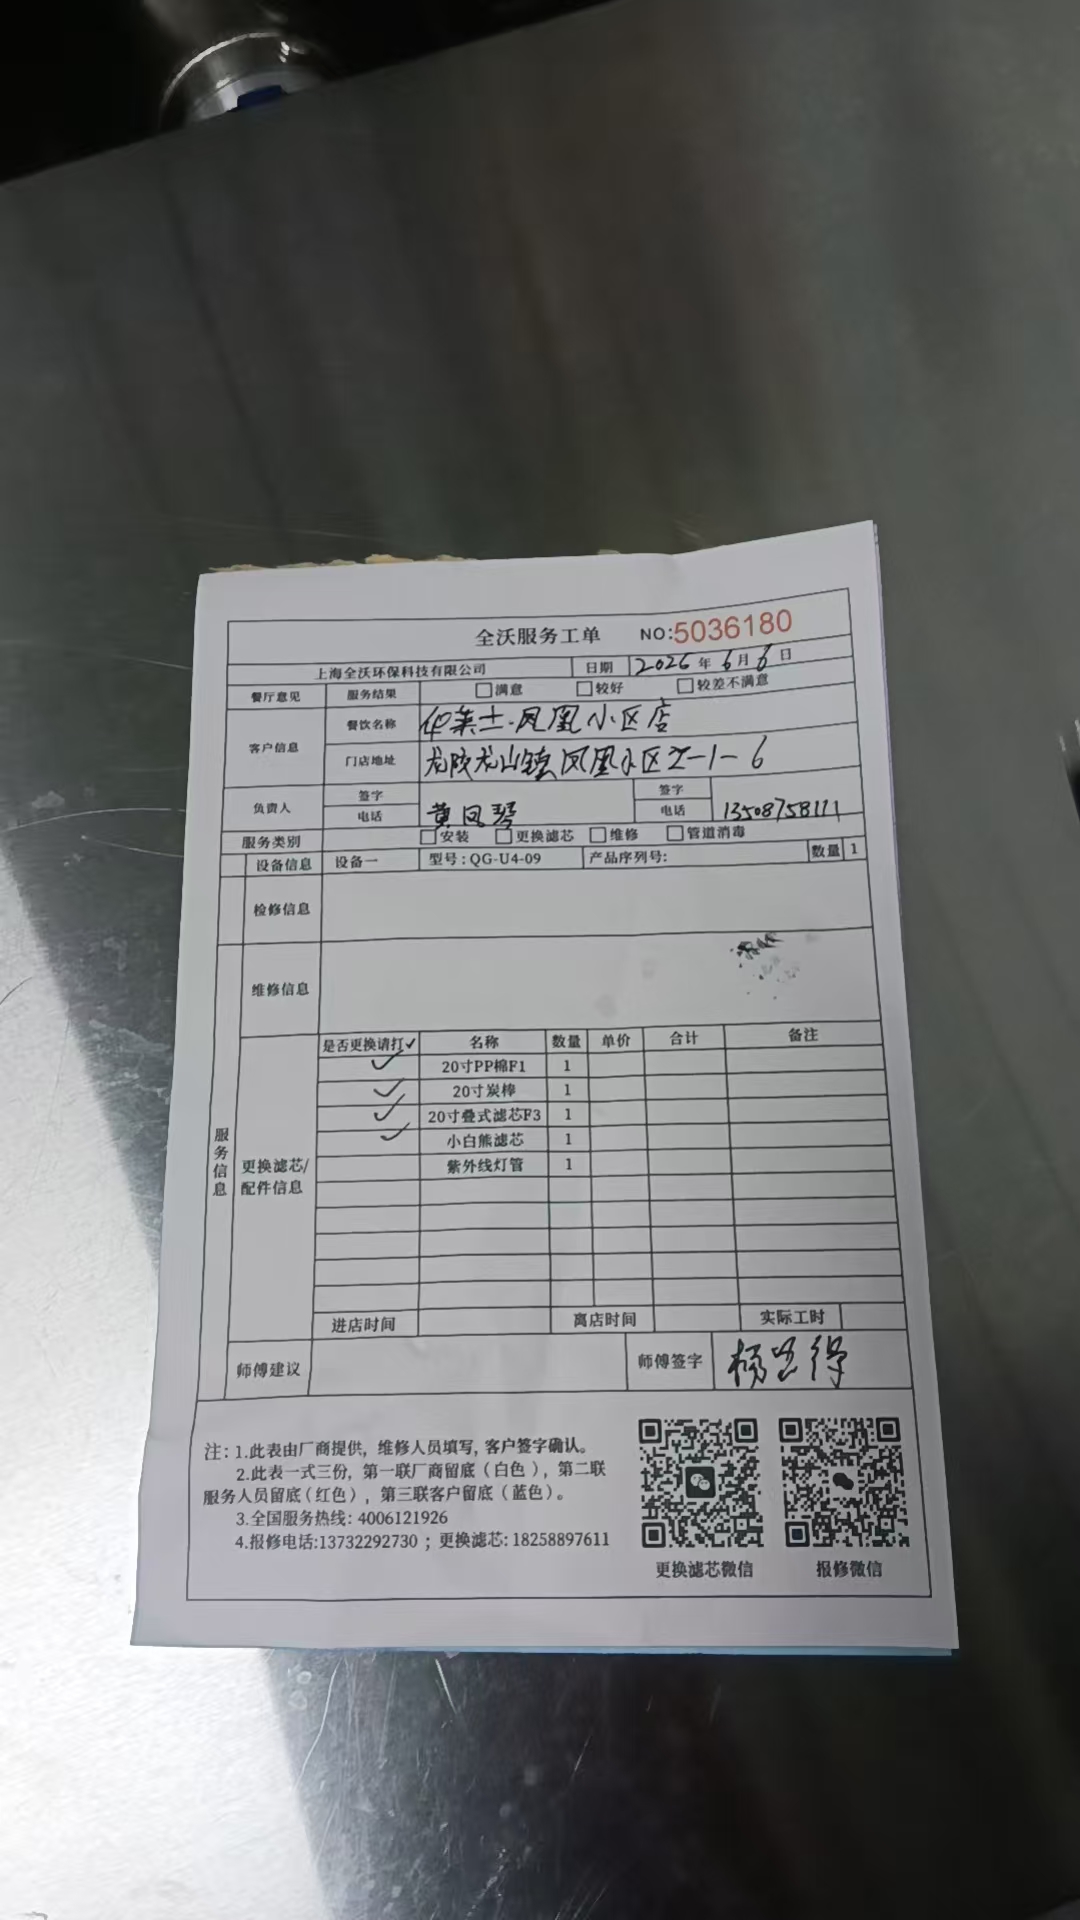 全沃服务工单 NO:5036180
上海全沃环保科技有限公司 日期 2026年6月6日
餐厅意见 服务结果 □满意 □较好 □较差不满意
客户信息 餐饮名称 华莱士·凤凰小区店
门店地址 龙陵龙山镇凤凰小区2-1-6
负责人 签字 黄凤琴 签字
电话 电话 13508758111
服务类别 □安装 □更换滤芯 □维修 □管道消毒
设备信息 设备一 型号:QG-U4-09 产品序列号: 数量 1
检修信息
维修信息
服务信息
更换滤芯/配件信息
是否更换请打✓ 名称 数量 单价 合计 备注
✓ 20寸PP棉F1 1
✓ 20寸炭棒 1
✓ 20寸叠式滤芯F3 1
✓ 小白熊滤芯 1
紫外线灯管 1
进店时间 离店时间 实际工时
师傅建议 师傅签字
注: 1.此表由厂商提供, 维修人员填写, 客户签字确认。
2.此表一式三份, 第一联厂商留底(白色), 第二联
服务人员留底(红色), 第三联客户留底(蓝色)。
3.全国服务热线: 4006121926
4.报修电话:13732292730 ; 更换滤芯: 18258897611
更换滤芯微信 报修微信